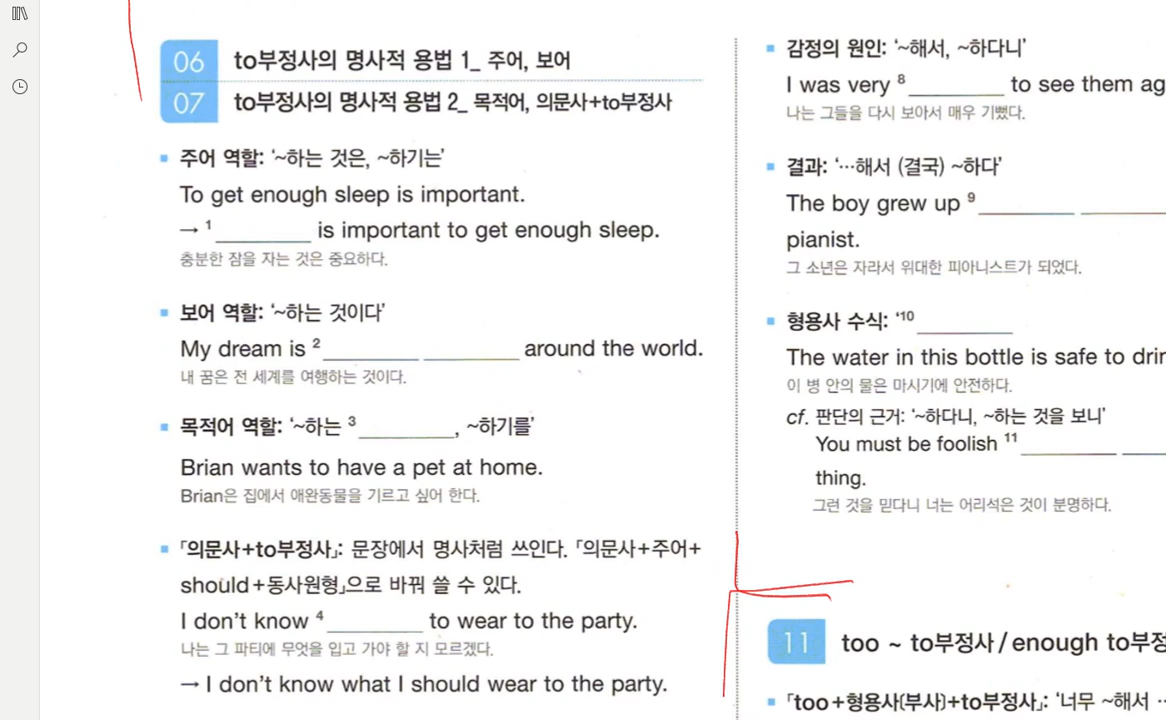 06 to부정사의 명사적 용법 1_ 주어, 보어
07 to부정사의 명사적 용법 2_ 목적어, 의문사+to부정사
▪ 주어 역할: ‘~하는 것은, ~하기는’
To get enough sleep is important.
→ 1__________ is important to get enough sleep.
충분한 잠을 자는 것은 중요하다.
▪ 보어 역할: ‘~하는 것이다’
My dream is 2__________ __________ around the world.
내 꿈은 전 세계를 여행하는 것이다.
▪ 목적어 역할: ‘~하는 3__________, ~하기를’
Brian wants to have a pet at home.
Brian은 집에서 애완동물을 기르고 싶어 한다.
▪ 「의문사+to부정사」: 문장에서 명사처럼 쓰인다. 「의문사+주어+
should+동사원형」으로 바꿔 쓸 수 있다.
I don’t know 4__________ to wear to the party.
나는 그 파티에 무엇을 입고 가야 할 지 모르겠다.
→ I don’t know what I should wear to the party.
▪ 감정의 원인: ‘~해서, ~하다니’
I was very 8__________ to see them ag
나는 그들을 다시 보아서 매우 기뻤다.
▪ 결과: ‘…해서 (결국) ~하다’
The boy grew up 9__________ __________
pianist.
그 소년은 자라서 위대한 피아니스트가 되었다.
▪ 형용사 수식: ‘10__________
The water in this bottle is safe to drin
이 병 안의 물은 마시기에 안전하다.
cf. 판단의 근거: ‘~하다니, ~하는 것을 보니’
You must be foolish 11__________ _____
thing.
그런 것을 믿다니 너는 어리석은 것이 분명하다.
11 too ~ to부정사 / enough to부정
▪ 「too+형용사(부사)+to부정사」: ‘너무 ~해서 …